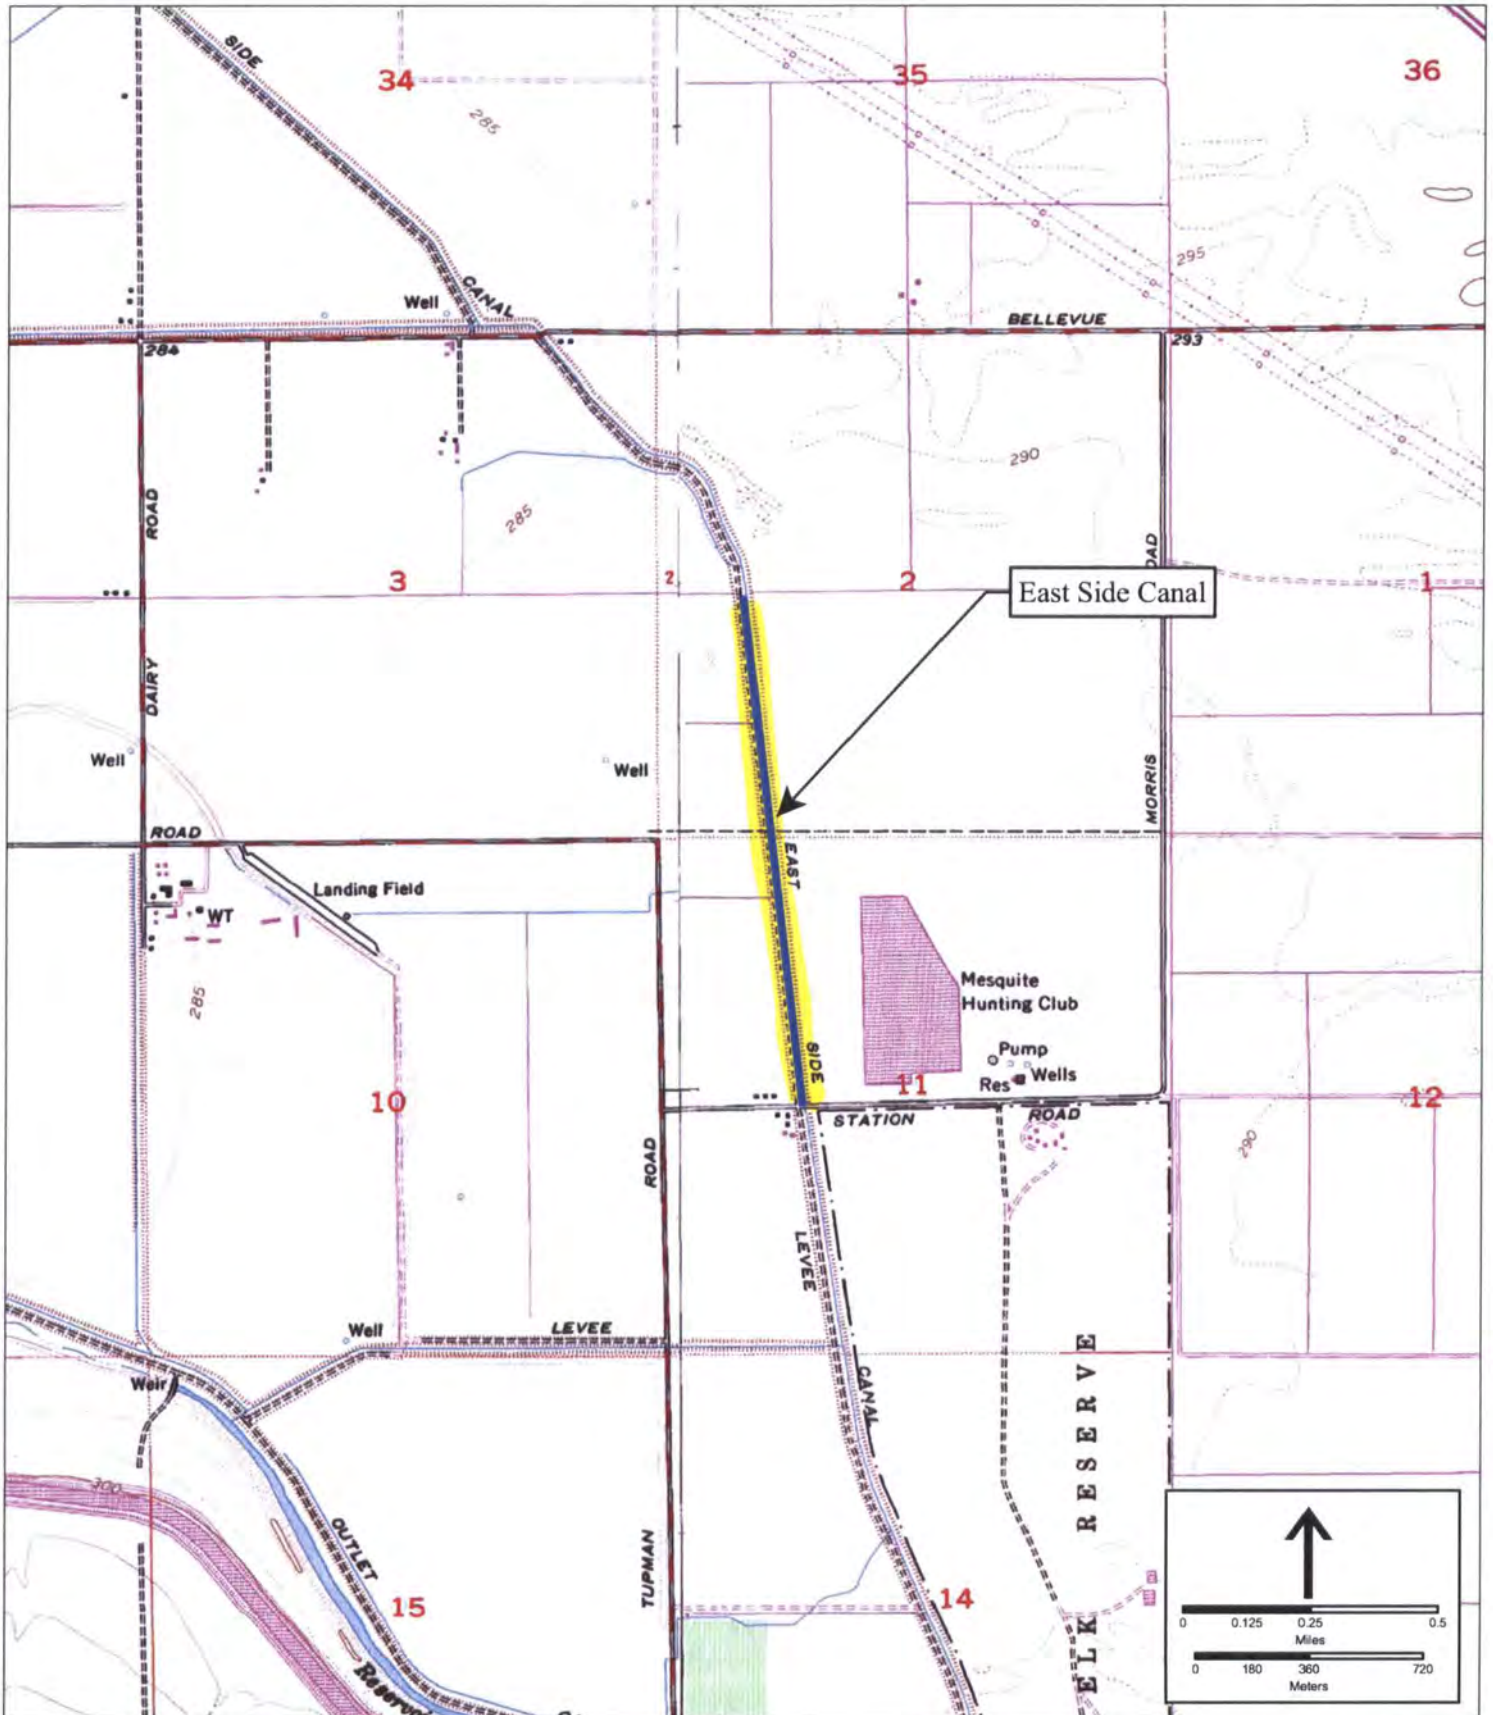 SIDE
34
35
36
285
CANAL
Well
295
BELLEVUE
284
293
290
ROAD
285
3
2
2
OAD
1
East Side Canal
DAIRY
Well
Well
MORRIS
ROAD
EAST
Landing Field
WT
Mesquite
Hunting Club
285
SIDE
Pump
Wells
Res
10
11
12
STATION ROAD
ROAD
290
LEVEE
Well
LEVEE
Weir
CANAL
ELK RESERVE
300
OUTLET
TUPMAN
15
14
0 0.125 0.25 0.5
Miles
0 180 360 720
Meters